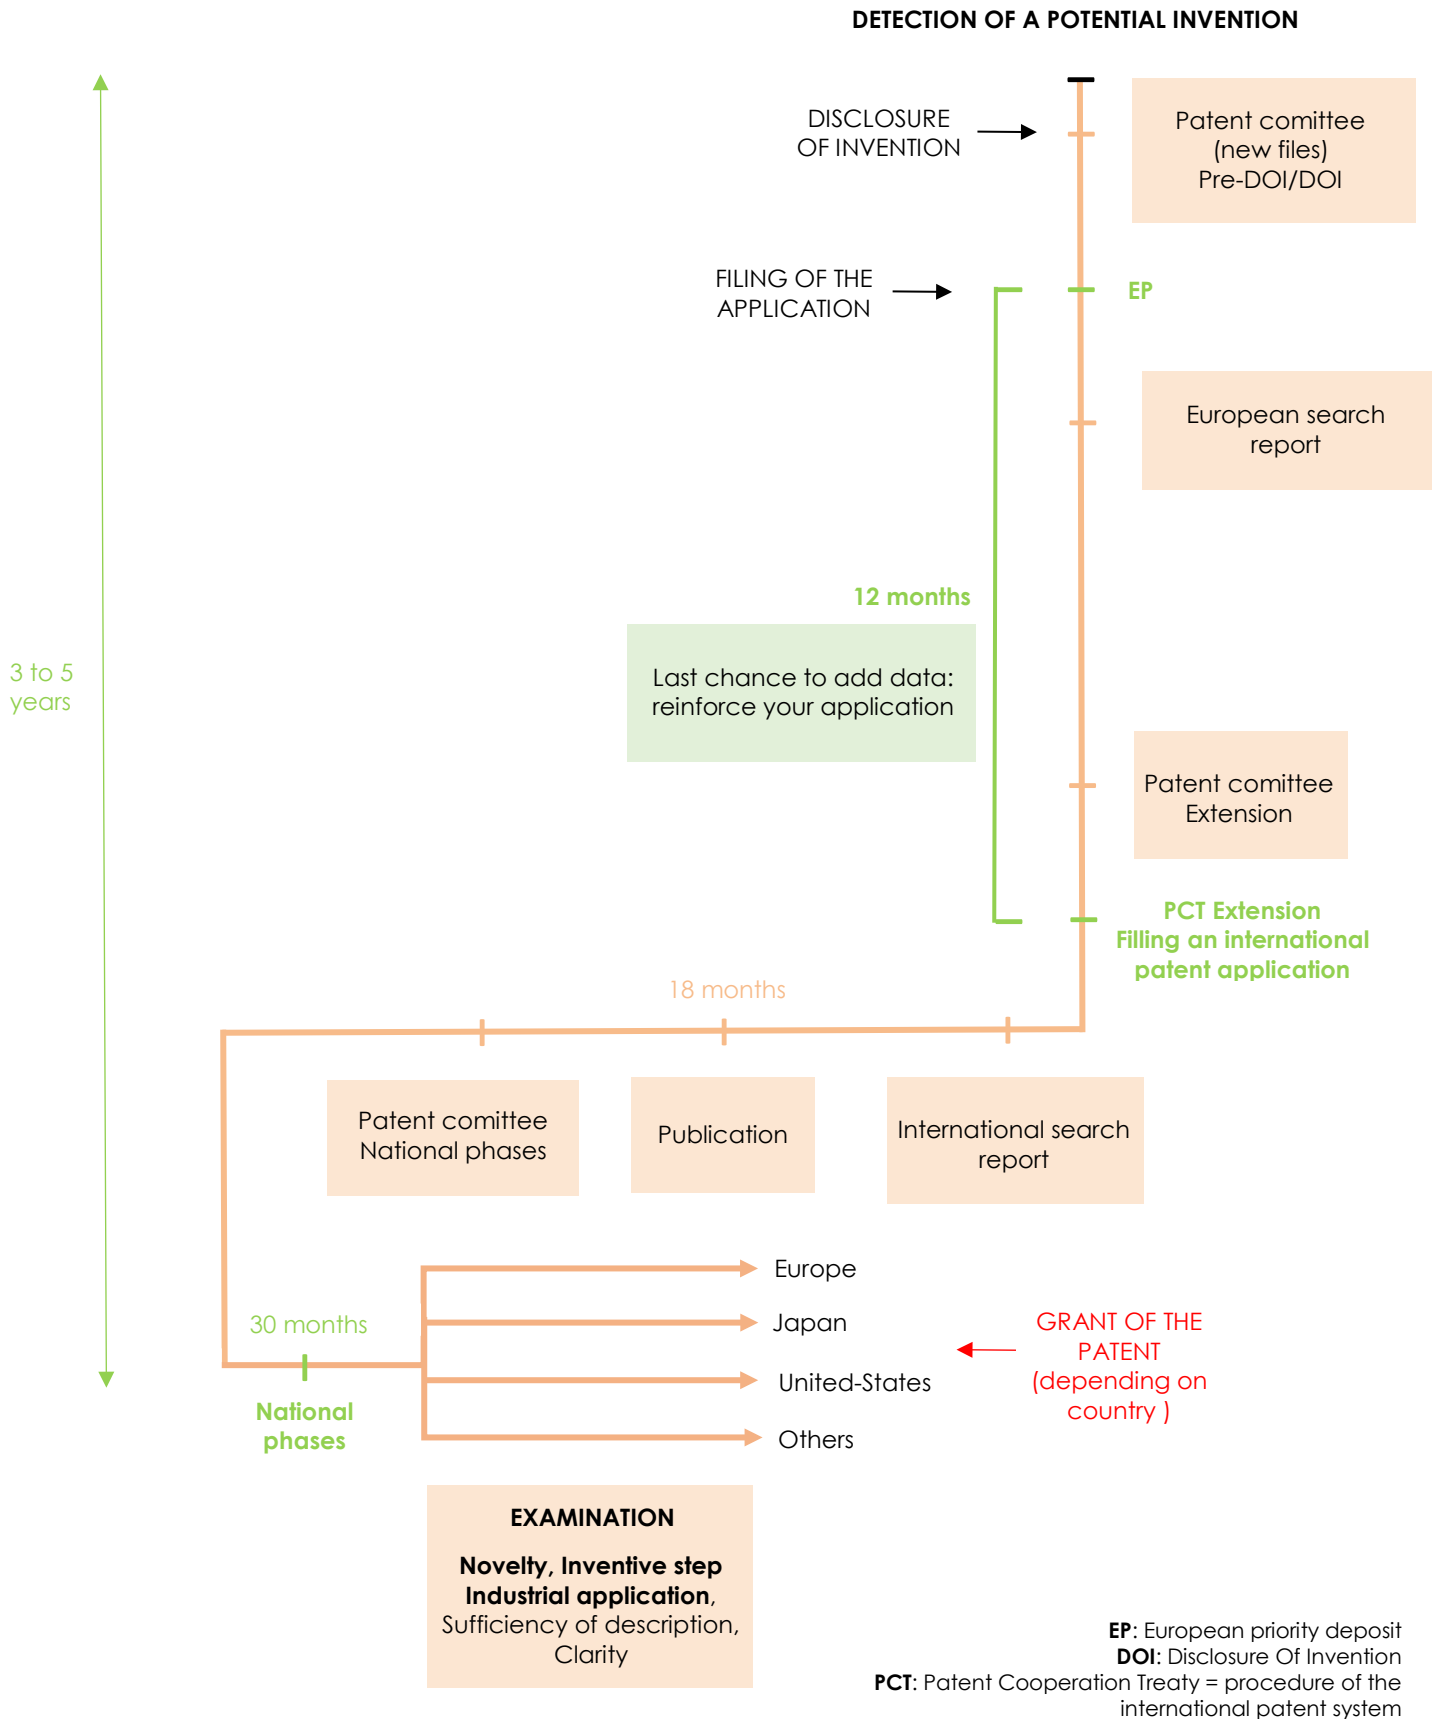 DETECTION OF A POTENTIAL INVENTION
DISCLOSURE
OF INVENTION
Patent comittee
(new files)
Pre-DOI/DOI
FILING OF THE
APPLICATION
EP
European search
report
12 months
3 to 5
years
Last chance to add data:
reinforce your application
Patent comittee
Extension
PCT Extension
Filling an international
patent application
18 months
Patent comittee
National phases
Publication
International search
report
Europe
30 months
Japan
GRANT OF THE
PATENT
(depending on
country )
United-States
National
phases
Others
EXAMINATION
Novelty, Inventive step
Industrial application,
Sufficiency of description,
Clarity
EP: European priority deposit
DOI: Disclosure Of Invention
PCT: Patent Cooperation Treaty = procedure of the
international patent system